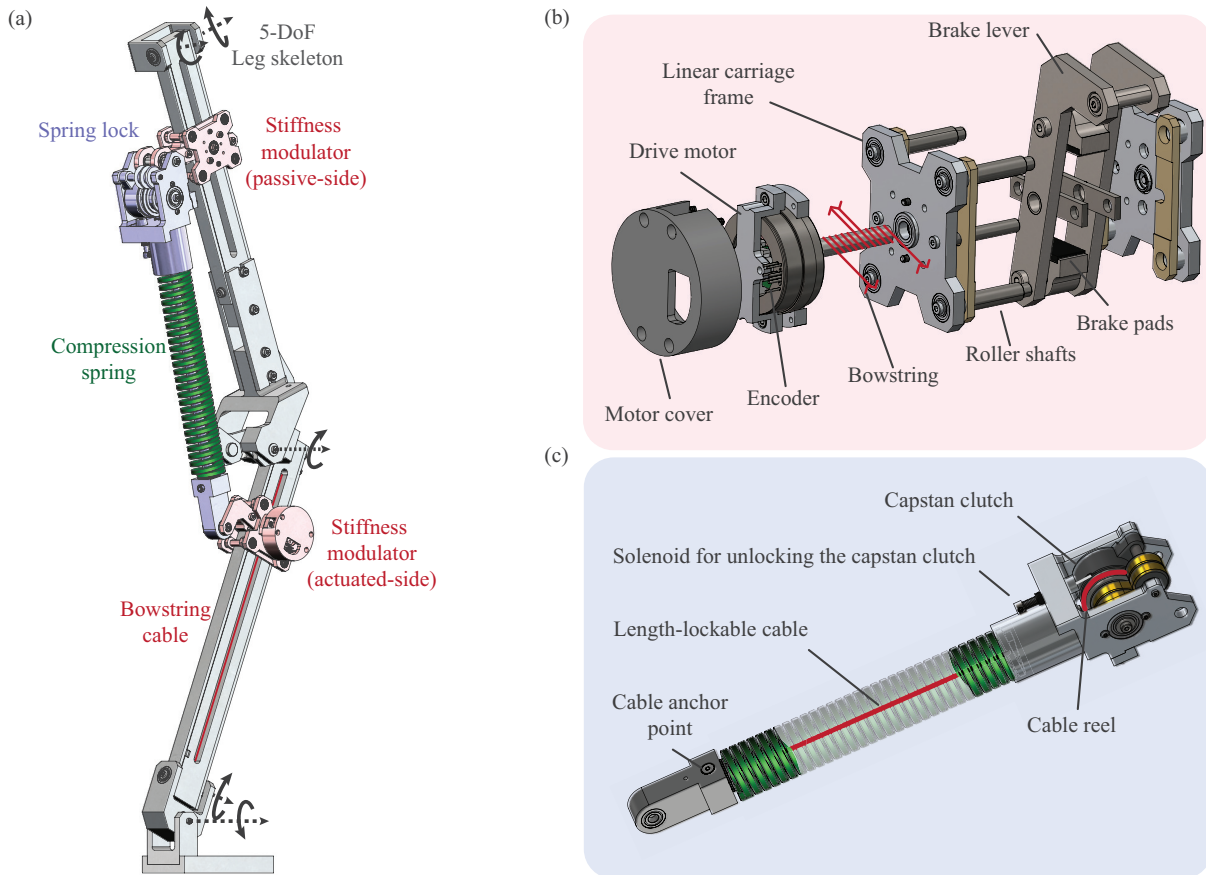 (a)
5-DoF
Leg skeleton
Spring lock
Stiffness
modulator
(passive-side)
Compression
spring
Stiffness
modulator
(actuated-side)
Bowstring
cable
(b)
Brake lever
Linear carriage
frame
Drive motor
Brake pads
Roller shafts
Bowstring
Encoder
Motor cover
(c)
Capstan clutch
Solenoid for unlocking the capstan clutch
Length-lockable cable
Cable anchor
point
Cable reel